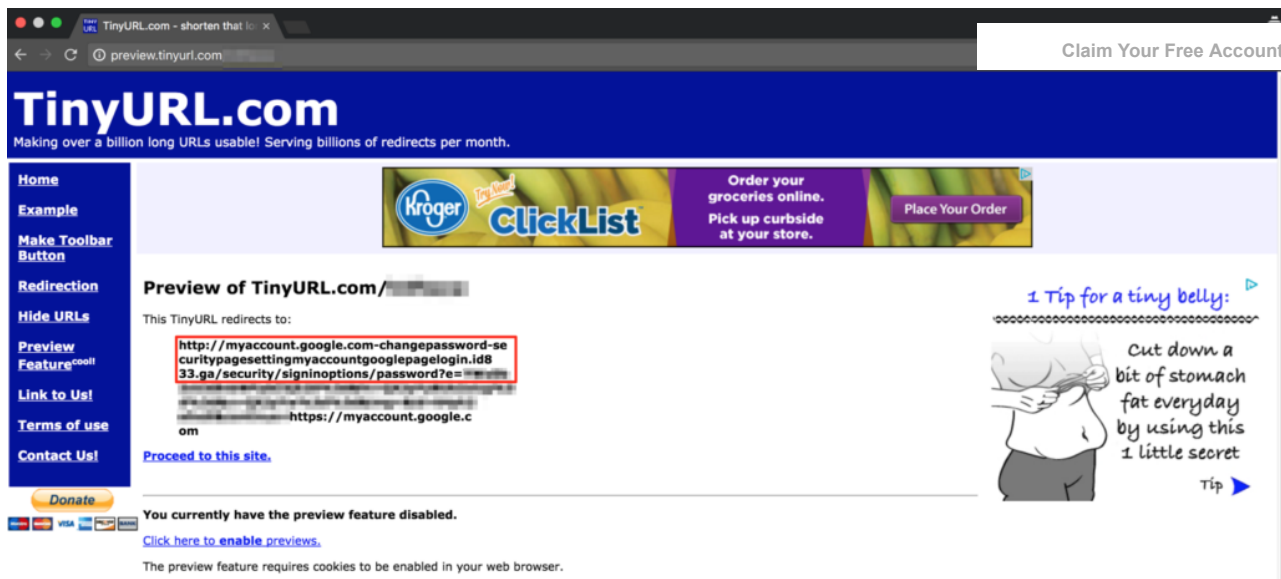 TinyURL.com - shorten that lo
preview.tinyurl.com
Claim Your Free Account
TinyURL.com
Making over a billion long URLs usable! Serving billions of redirects per month.
Home
Example
Make Toolbar
Button
Redirection
Hide URLs
Preview
Feature cool!
Link to Us!
Terms of use
Contact Us!
Donate
VISA
Kroger
Try Now!
ClickList
Order your
groceries online.
Pick up curbside
at your store.
Place Your Order
Preview of TinyURL.com/
This TinyURL redirects to:
http://myaccount.google.com-changepassword-se
curitypagesettingmyaccountgooglepagelogin.id8
33.ga/security/signinoptions/password?e=
https://myaccount.google.c
om
Proceed to this site.
You currently have the preview feature disabled.
Click here to enable previews.
The preview feature requires cookies to be enabled in your web browser.
1 Tip for a tiny belly:
Cut down a
bit of stomach
fat everyday
by using this
1 little secret
Tip